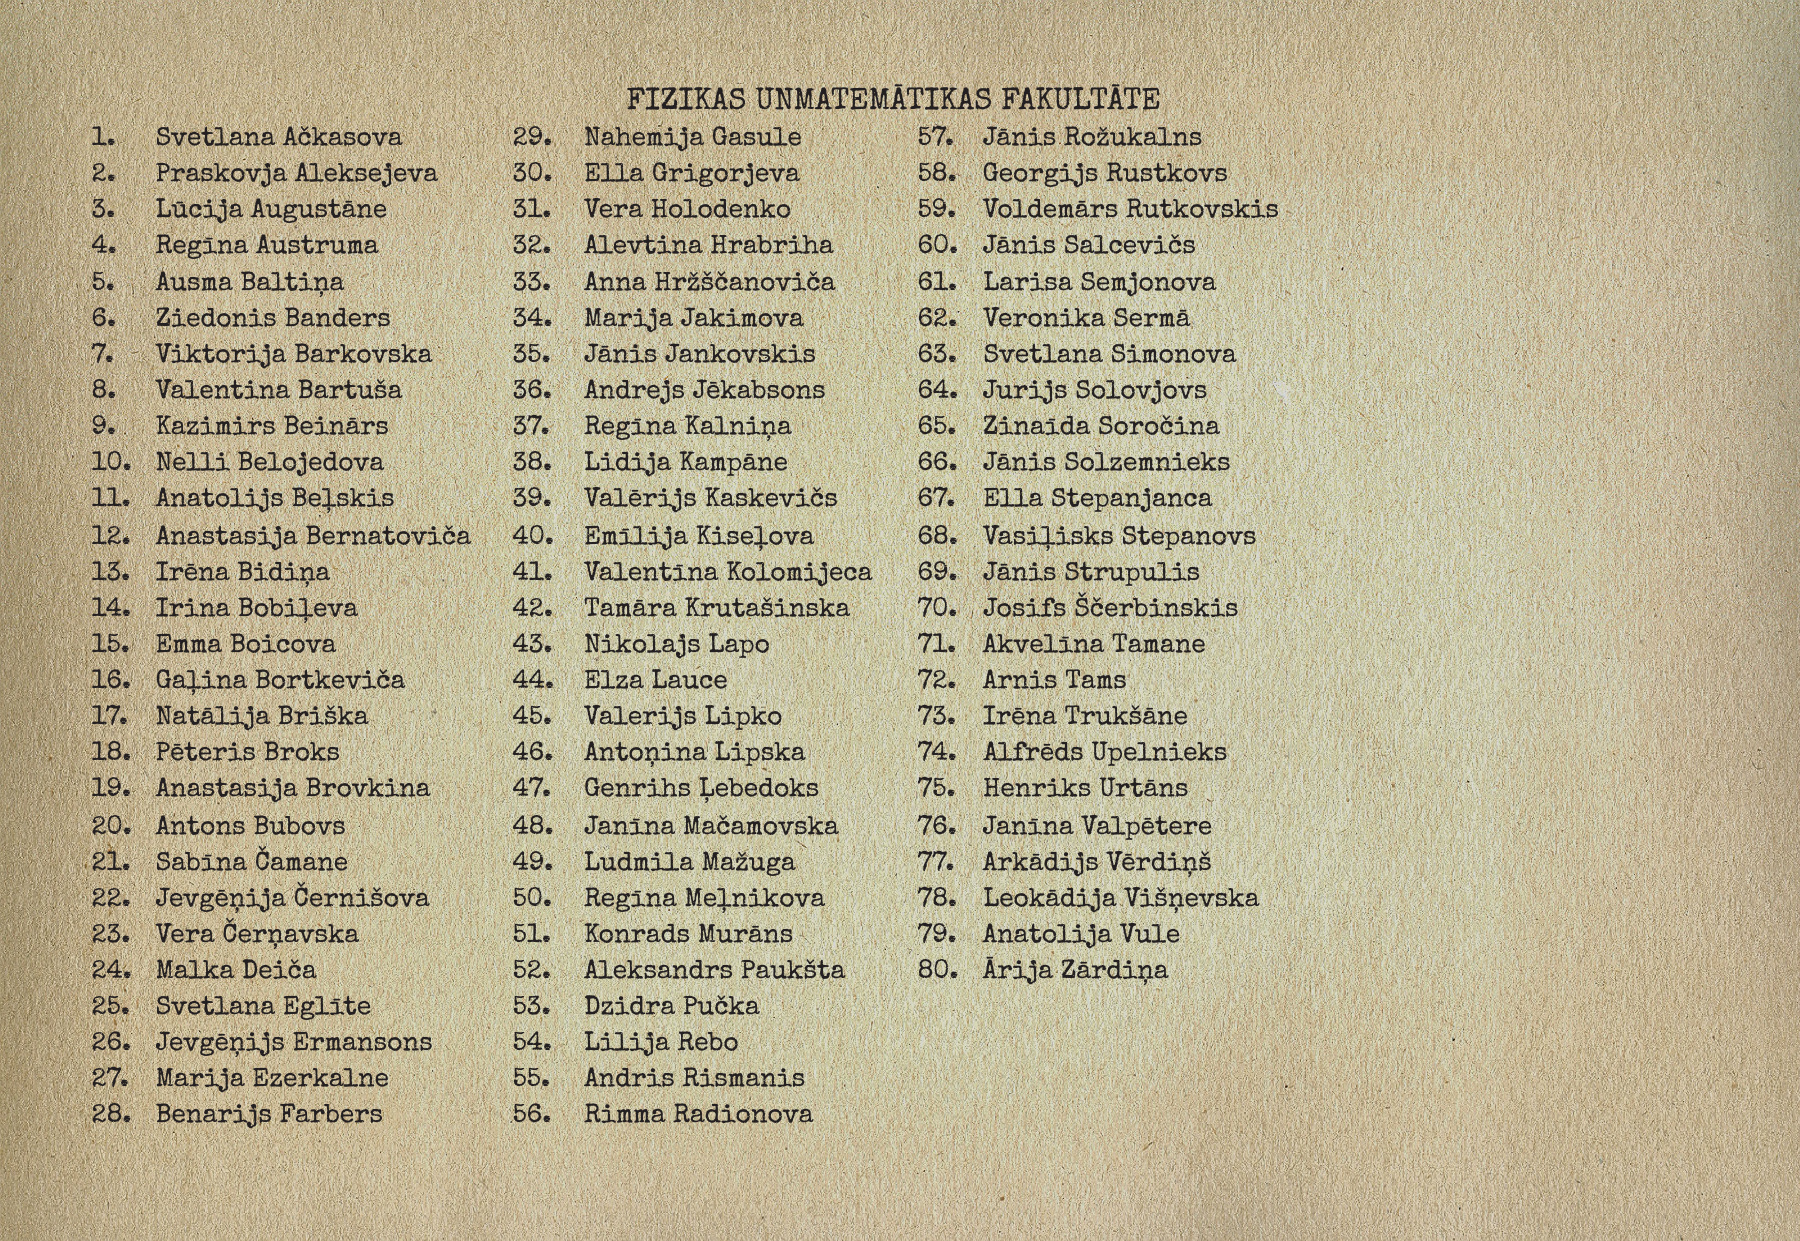 FIZIKAS UNMATEMĀTIKAS FAKULTĀTE
1. Svetlana Ačkasova
2. Praskovja Aleksejeva
3. Lūcija Augustāne
4. Regīna Austruma
5. Ausma Baltiņa
6. Ziedonis Banders
7. Viktorija Barkovska
8. Valentina Bartuša
9. Kazimirs Beinārs
10. Nelli Belojedova
11. Anatolijs Beļskis
12. Anastasija Bernatoviča
13. Irēna Bidiņa
14. Irina Bobiļeva
15. Emma Boicova
16. Gaļina Bortkeviča
17. Natālija Briška
18. Pēteris Broks
19. Anastasija Brovkina
20. Antons Bubovs
21. Sabīna Čamane
22. Jevgēņija Černišova
23. Vera Čerņavska
24. Malka Deiča
25. Svetlana Eglīte
26. Jevgēņijs Ermansons
27. Marija Ezerkalne
28. Benarijs Farbers
29. Nahemija Gasule
30. Ella Grigorjeva
31. Vera Holodenko
32. Alevtina Hrabriha
33. Anna Hržščanoviča
34. Marija Jakimova
35. Jānis Jankovskis
36. Andrejs Jēkabsons
37. Regīna Kalniņa
38. Lidija Kampāne
39. Valērijs Kaskevičs
40. Emīlija Kiseļova
41. Valentīna Kolomijeca
42. Tamāra Krutašinska
43. Nikolajs Lapo
44. Elza Lauce
45. Valerijs Lipko
46. Antoņina Lipska
47. Genrihs Ļebedoks
48. Janīna Mačamovska
49. Ludmila Mažuga
50. Regīna Meļnikova
51. Konrads Murāns
52. Aleksandrs Paukšta
53. Dzidra Pučka
54. Lilija Rebo
55. Andris Rismanis
56. Rimma Radionova
57. Jānis Rožukalns
58. Georgijs Rustkovs
59. Voldemārs Rutkovskis
60. Jānis Salcevičs
61. Larisa Semjonova
62. Veronika Sermā
63. Svetlana Simonova
64. Jurijs Solovjovs
65. Zinaīda Soročina
66. Jānis Solzemnieks
67. Ella Stepanjanca
68. Vasiļisks Stepanovs
69. Jānis Strupulis
70. Josifs Ščerbinskis
71. Akvelīna Tamane
72. Arnis Tams
73. Irēna Trukšāne
74. Alfrēds Upelnieks
75. Henriks Urtāns
76. Janīna Valpētere
77. Arkādijs Vērdiņš
78. Leokādija Višņevska
79. Anatolija Vule
80. Ārija Zārdiņa